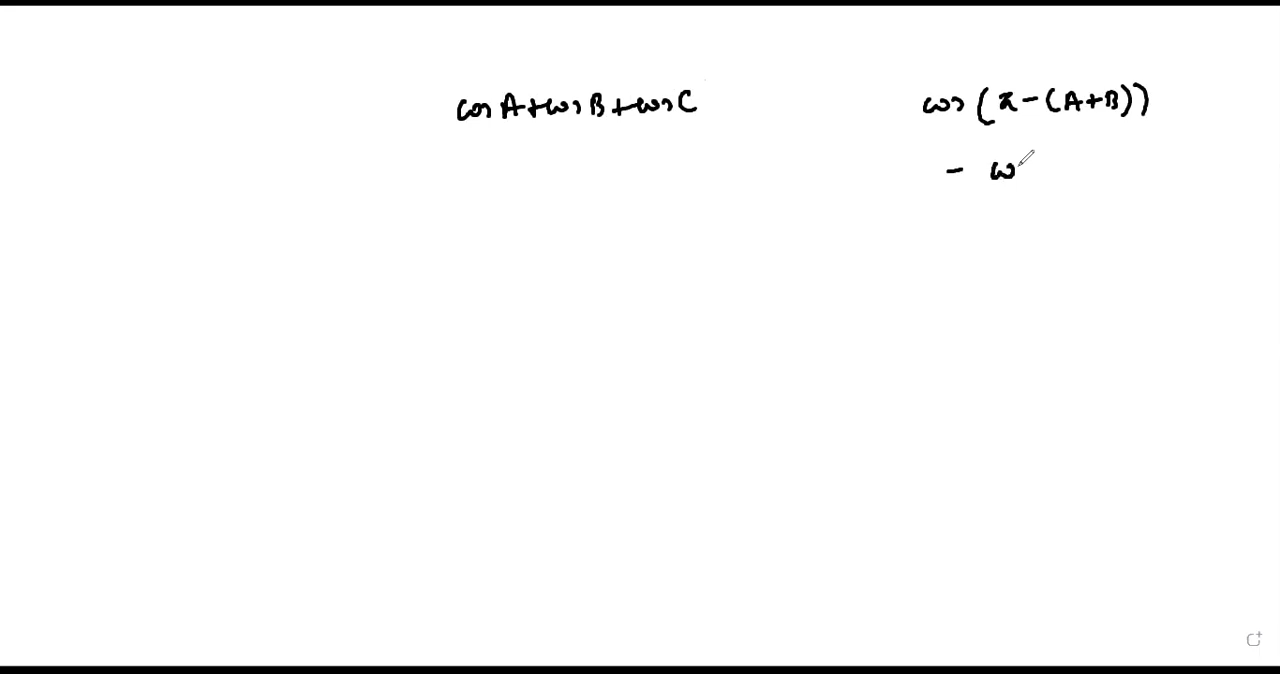 cos A + cos B + cos C
cos (π - (A+B))
- co